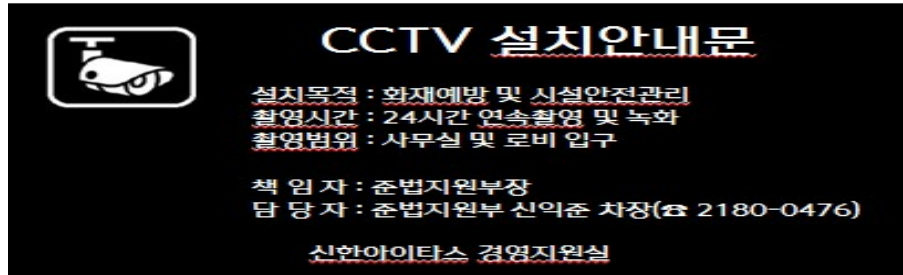 CCTV 설치안내문
설치목적 : 화재예방 및 시설안전관리
촬영시간 : 24시간 연속촬영 및 녹화
촬영범위 : 사무실 및 로비 입구
책 임 자 : 준법지원부장
담 당 자 : 준법지원부 신익준 차장(☎ 2180-0476)
신한아이타스 경영지원실